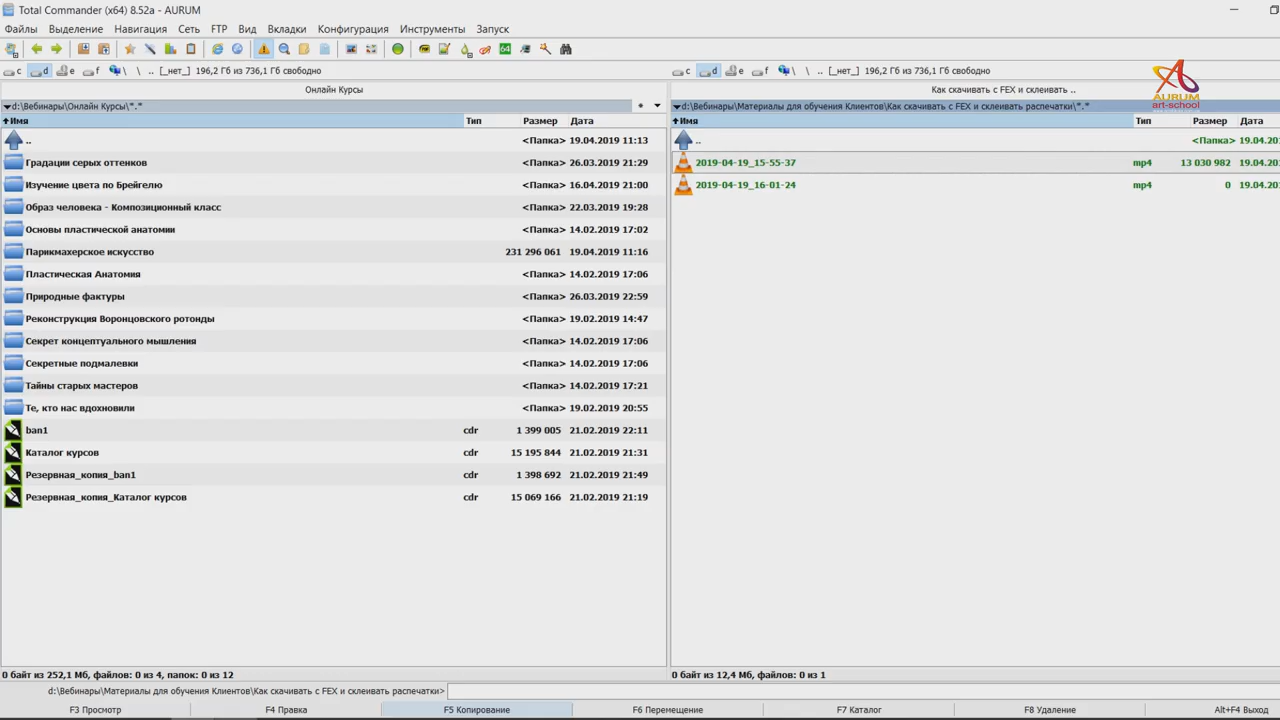 Total Commander (x64) 8.52a - AURUM
Файлы Выделение Навигация Сеть FTP Вид Вкладки Конфигурация Инструменты Запуск
64
c d e f \ .. [_нет_] 196,2 Гб из 736,1 Гб свободно
c d e f \ .. [_нет_] 196,2 Гб из 736,1 Гб свободно
AURUM
art-school
Онлайн Курсы
Как скачивать с FEX и склеивать ..
d:\Вебинары\Онлайн Курсы\*.*
* 
d:\Вебинары\Материалы для обучения Клиентов\Как скачивать с FEX и склеивать распечатки\*.*
Имя Тип Размер Дата
.. <Папка> 19.04.2019 11:13
Градации серых оттенков <Папка> 26.03.2019 21:29
Изучение цвета по Брейгелю <Папка> 16.04.2019 21:00
Образ человека - Композиционный класс <Папка> 22.03.2019 19:28
Основы пластической анатомии <Папка> 14.02.2019 17:02
Парикмахерское искусство 231 296 061 19.04.2019 11:16
Пластическая Анатомия <Папка> 14.02.2019 17:06
Природные фактуры <Папка> 26.03.2019 22:59
Реконструкция Воронцовского ротонды <Папка> 19.02.2019 14:47
Секрет концептуального мышления <Папка> 14.02.2019 17:06
Секретные подмалевки <Папка> 14.02.2019 17:06
Тайны старых мастеров <Папка> 14.02.2019 17:21
Те, кто нас вдохновили <Папка> 19.02.2019 20:55
ban1 cdr 1 399 005 21.02.2019 22:11
Каталог курсов cdr 15 195 844 21.02.2019 21:31
Резервная_копия_ban1 cdr 1 398 692 21.02.2019 21:49
Резервная_копия_Каталог курсов cdr 15 069 166 21.02.2019 21:19
Имя Тип Размер Дата
.. <Папка> 19.04.20
2019-04-19_15-55-37 mp4 13 030 982 19.04.20
2019-04-19_16-01-24 mp4 0 19.04.20
0 байт из 252,1 Мб, файлов: 0 из 4, папок: 0 из 12
0 байт из 12,4 Мб, файлов: 0 из 1
d:\Вебинары\Материалы для обучения Клиентов\Как скачивать с FEX и склеивать распечатки>
F3 Просмотр F4 Правка F5 Копирование F6 Перемещение F7 Каталог F8 Удаление Alt+F4 Выход